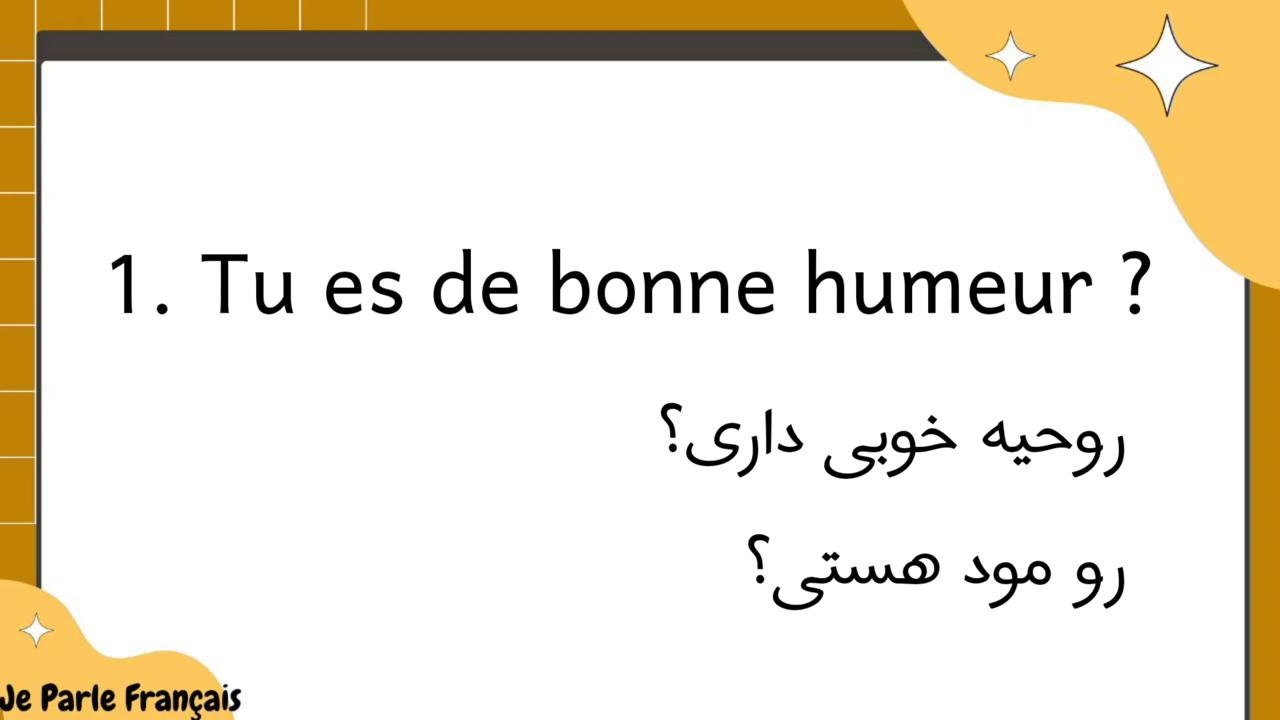 1. Tu es de bonne humeur ?
روحیه خوبی داری؟
رو مود هستی؟
Je Parle Français